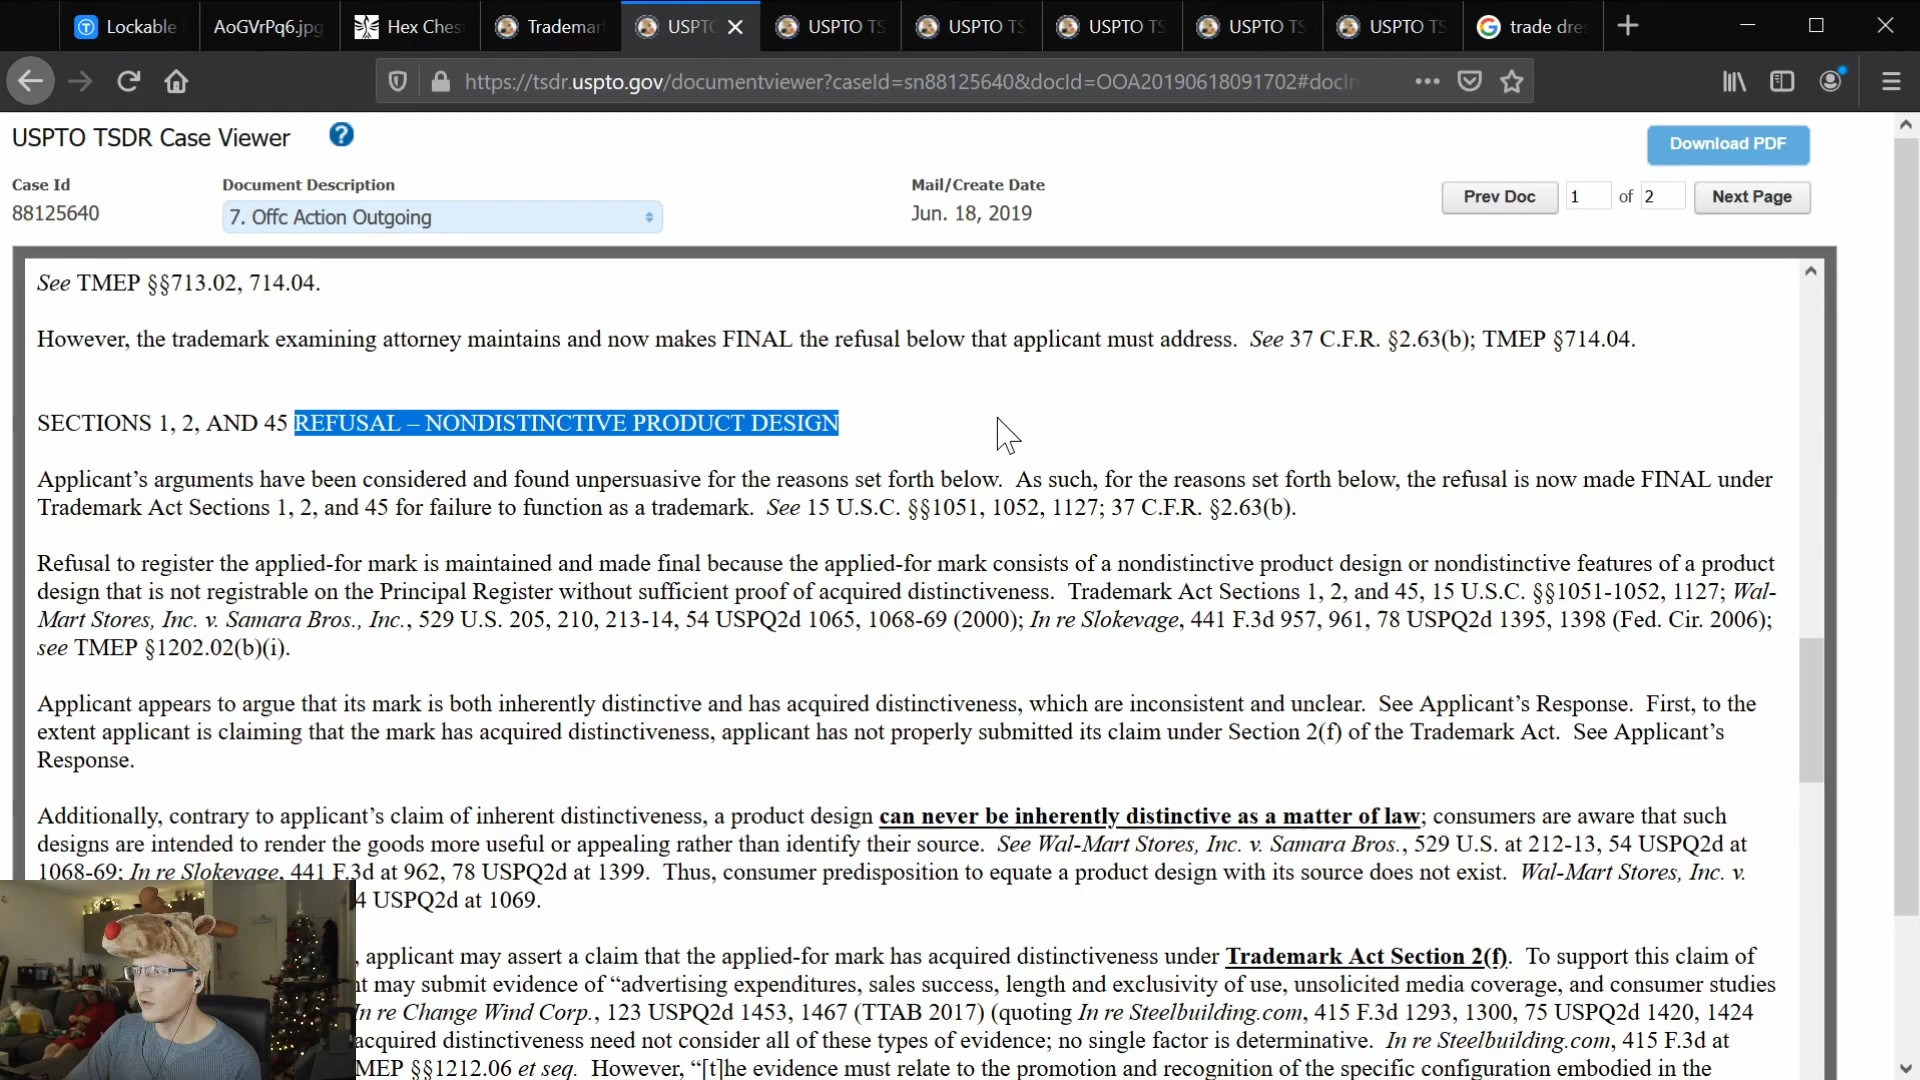 Lockable
AoGVrPq6.jpg
Hex Chest
Trademar
USPTO
USPTO TS
USPTO TS
USPTO TS
USPTO TS
USPTO TS
trade dres
https://tsdr.uspto.gov/documentviewer?caseId=sn88125640&docId=OOA20190618091702#docIn
USPTO TSDR Case Viewer
?
Download PDF
Case Id
Document Description
Mail/Create Date
88125640
7. Offc Action Outgoing
Jun. 18, 2019
Prev Doc
1 of 2
Next Page
See TMEP §§713.02, 714.04.
However, the trademark examining attorney maintains and now makes FINAL the refusal below that applicant must address.  See 37 C.F.R. §2.63(b); TMEP §714.04.
SECTIONS 1, 2, AND 45 REFUSAL – NONDISTINCTIVE PRODUCT DESIGN
Applicant’s arguments have been considered and found unpersuasive for the reasons set forth below.  As such, for the reasons set forth below, the refusal is now made FINAL under
Trademark Act Sections 1, 2, and 45 for failure to function as a trademark.  See 15 U.S.C. §§1051, 1052, 1127; 37 C.F.R. §2.63(b).
Refusal to register the applied-for mark is maintained and made final because the applied-for mark consists of a nondistinctive product design or nondistinctive features of a product
design that is not registrable on the Principal Register without sufficient proof of acquired distinctiveness.  Trademark Act Sections 1, 2, and 45, 15 U.S.C. §§1051-1052, 1127; Wal-
Mart Stores, Inc. v. Samara Bros., Inc., 529 U.S. 205, 210, 213-14, 54 USPQ2d 1065, 1068-69 (2000); In re Slokevage, 441 F.3d 957, 961, 78 USPQ2d 1395, 1398 (Fed. Cir. 2006);
see TMEP §1202.02(b)(i).
Applicant appears to argue that its mark is both inherently distinctive and has acquired distinctiveness, which are inconsistent and unclear.  See Applicant’s Response.  First, to the
extent applicant is claiming that the mark has acquired distinctiveness, applicant has not properly submitted its claim under Section 2(f) of the Trademark Act.  See Applicant’s
Response.
Additionally, contrary to applicant’s claim of inherent distinctiveness, a product design can never be inherently distinctive as a matter of law; consumers are aware that such
designs are intended to render the goods more useful or appealing rather than identify their source.  See Wal-Mart Stores, Inc. v. Samara Bros., 529 U.S. at 212-13, 54 USPQ2d at
1068-69; In re Slokevage, 441 F.3d at 962, 78 USPQ2d at 1399.  Thus, consumer predisposition to equate a product design with its source does not exist.  Wal-Mart Stores, Inc. v.
4 USPQ2d at 1069.
, applicant may assert a claim that the applied-for mark has acquired distinctiveness under Trademark Act Section 2(f).  To support this claim of
nt may submit evidence of “advertising expenditures, sales success, length and exclusivity of use, unsolicited media coverage, and consumer studies
In re Change Wind Corp., 123 USPQ2d 1453, 1467 (TTAB 2017) (quoting In re Steelbuilding.com, 415 F.3d 1293, 1300, 75 USPQ2d 1420, 1424
acquired distinctiveness need not consider all of these types of evidence; no single factor is determinative.  In re Steelbuilding.com, 415 F.3d at
MEP §§1212.06 et seq.  However, “[t]he evidence must relate to the promotion and recognition of the specific configuration embodied in the